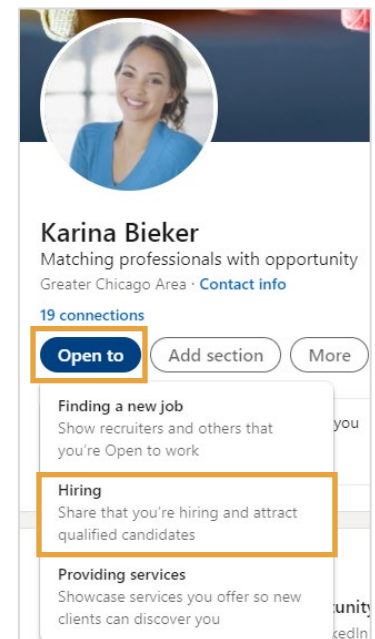 Karina Bieker
Matching professionals with opportunity
Greater Chicago Area · Contact info
19 connections
Open to
Add section
More
Finding a new job
Show recruiters and others that
you
you're Open to work
Hiring
Share that you're hiring and attract
qualified candidates
Providing services
Showcase services you offer so new
clients can discover you